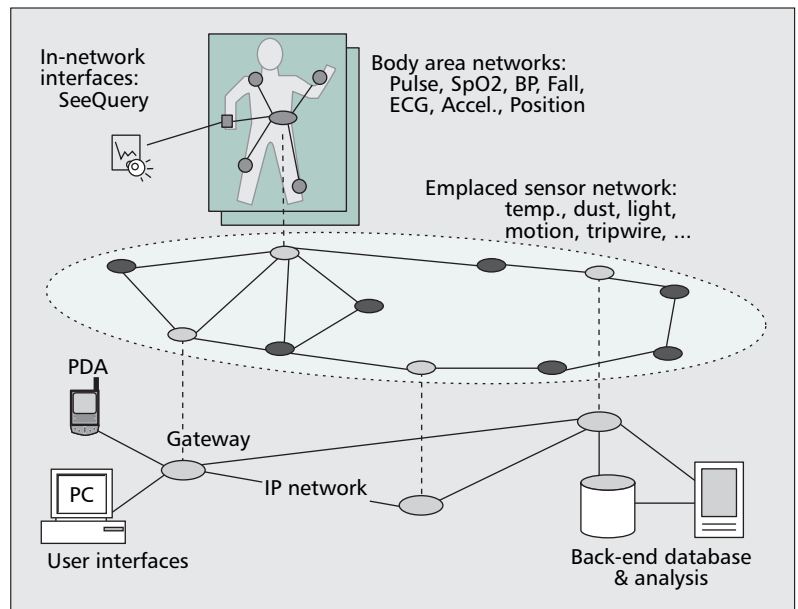 In-network
interfaces:
SeeQuery
Body area networks:
Pulse, SpO2, BP, Fall,
ECG, Accel., Position
Emplaced sensor network:
temp., dust, light,
motion, tripwire, ...
PDA
Gateway
PC
IP network
User interfaces
Back-end database
& analysis